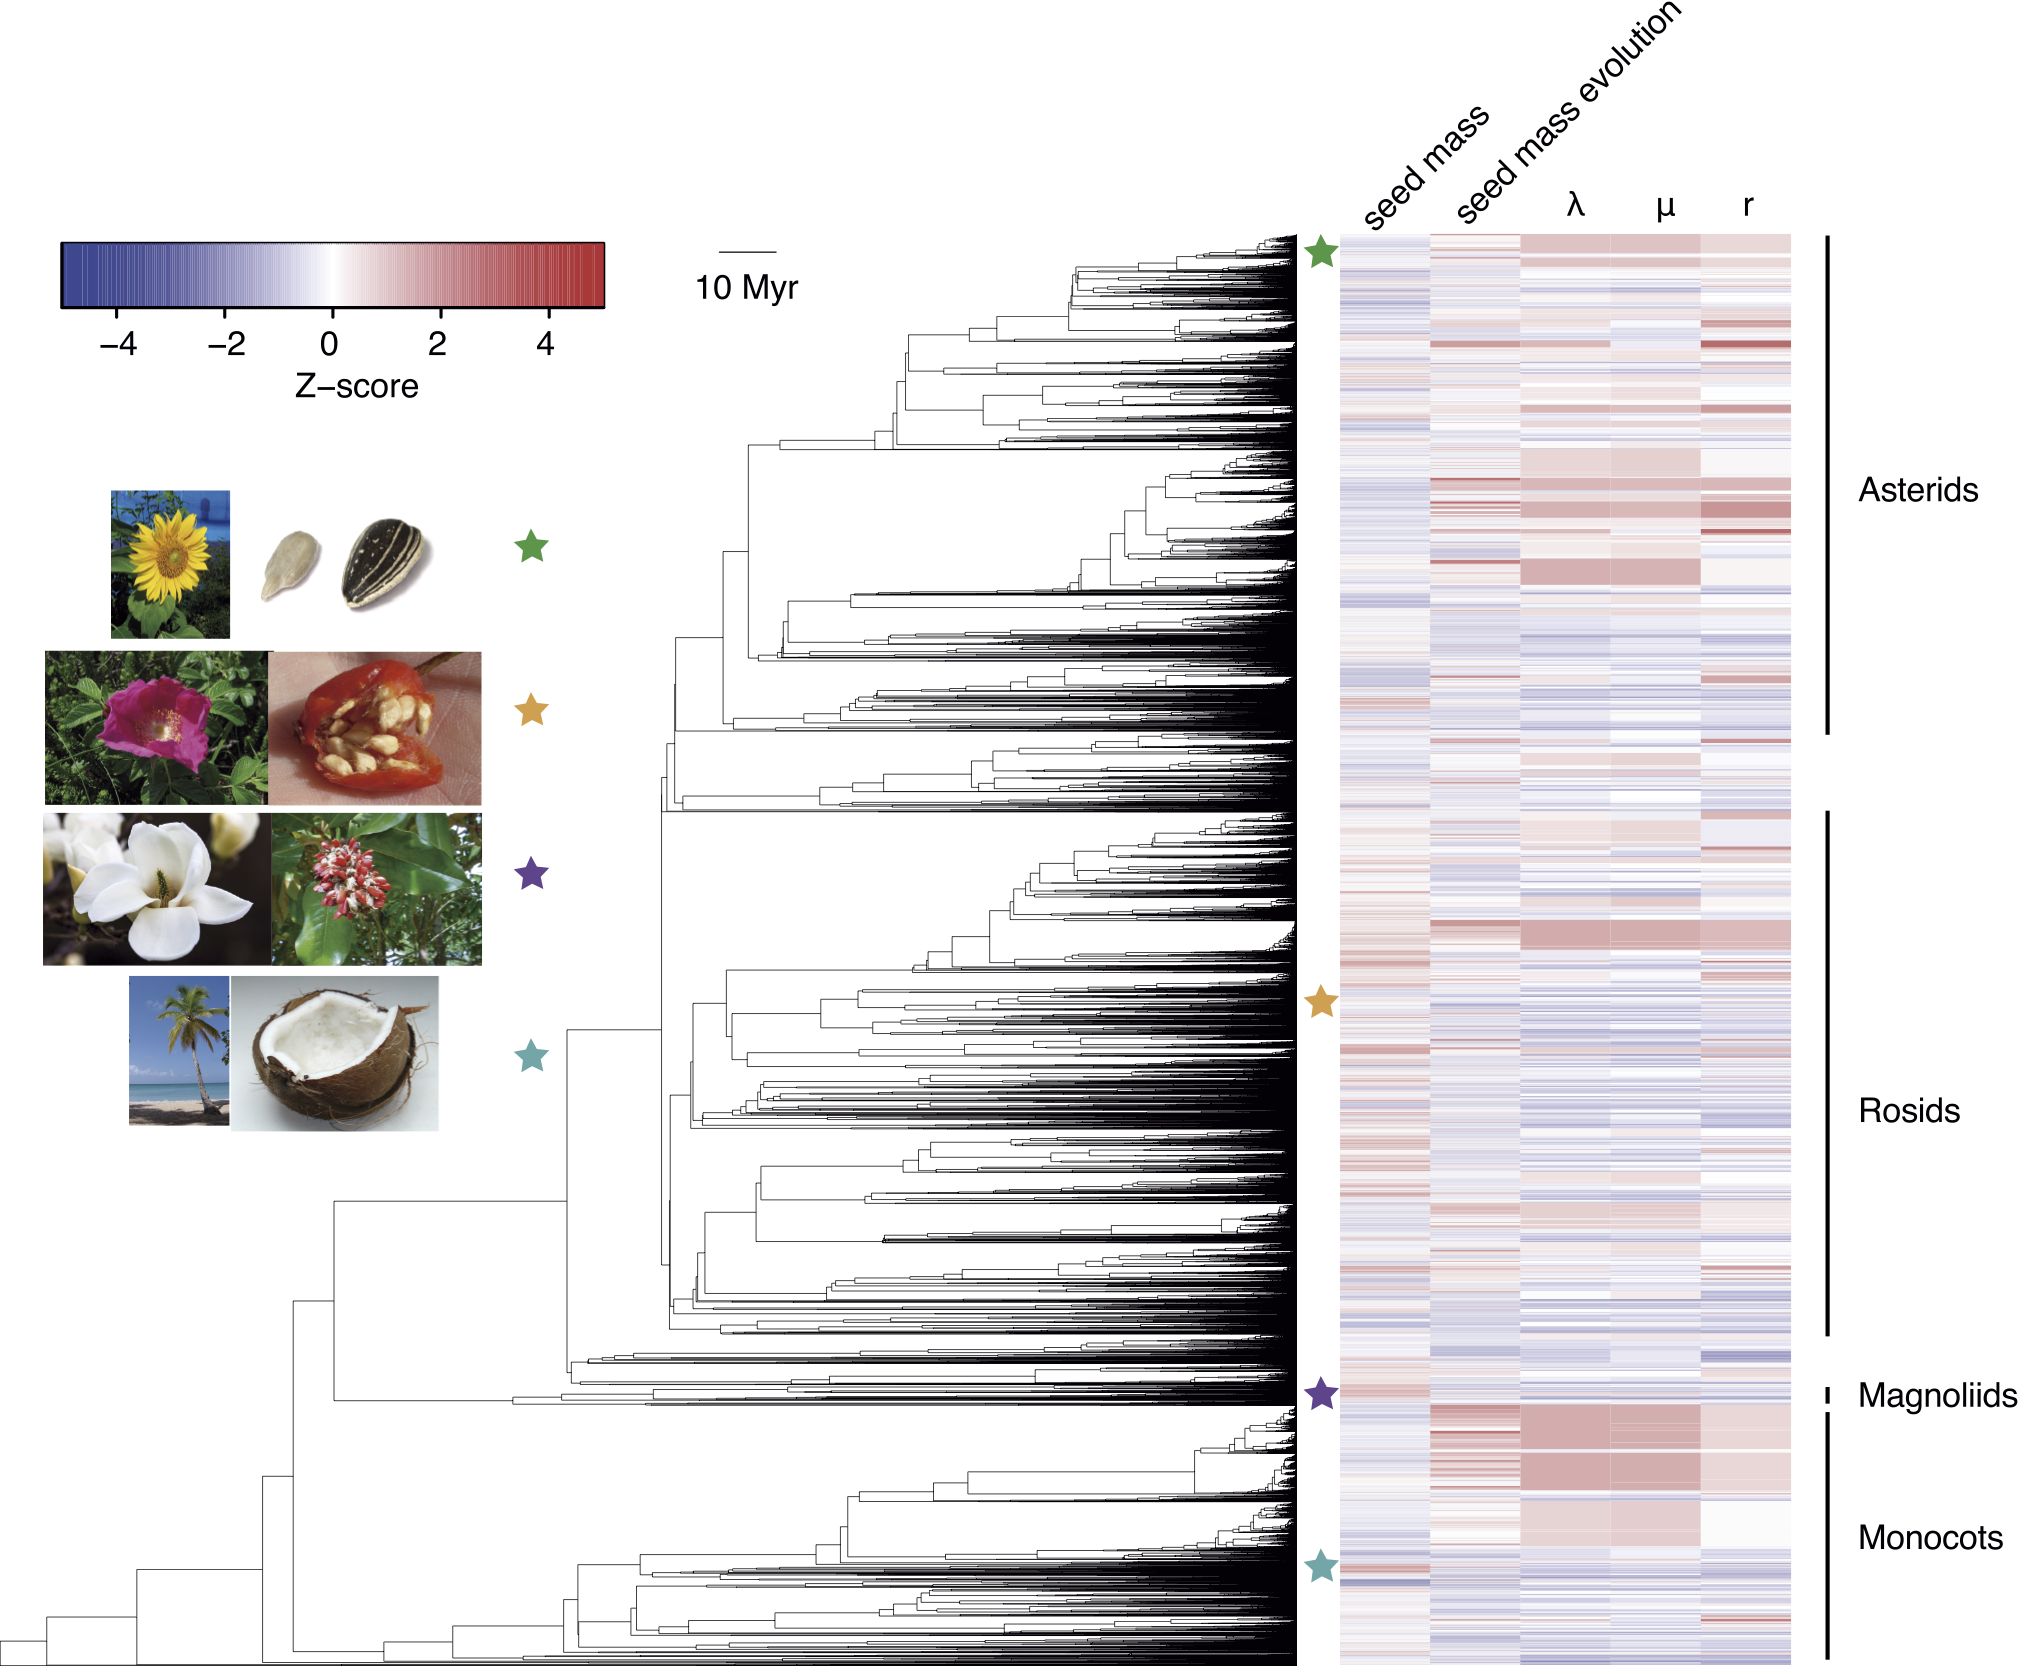 seed mass
seed mass evolution
λ
μ
r
−4
−2
0
2
4
Z−score
10 Myr
Asterids
Rosids
Magnoliids
Monocots